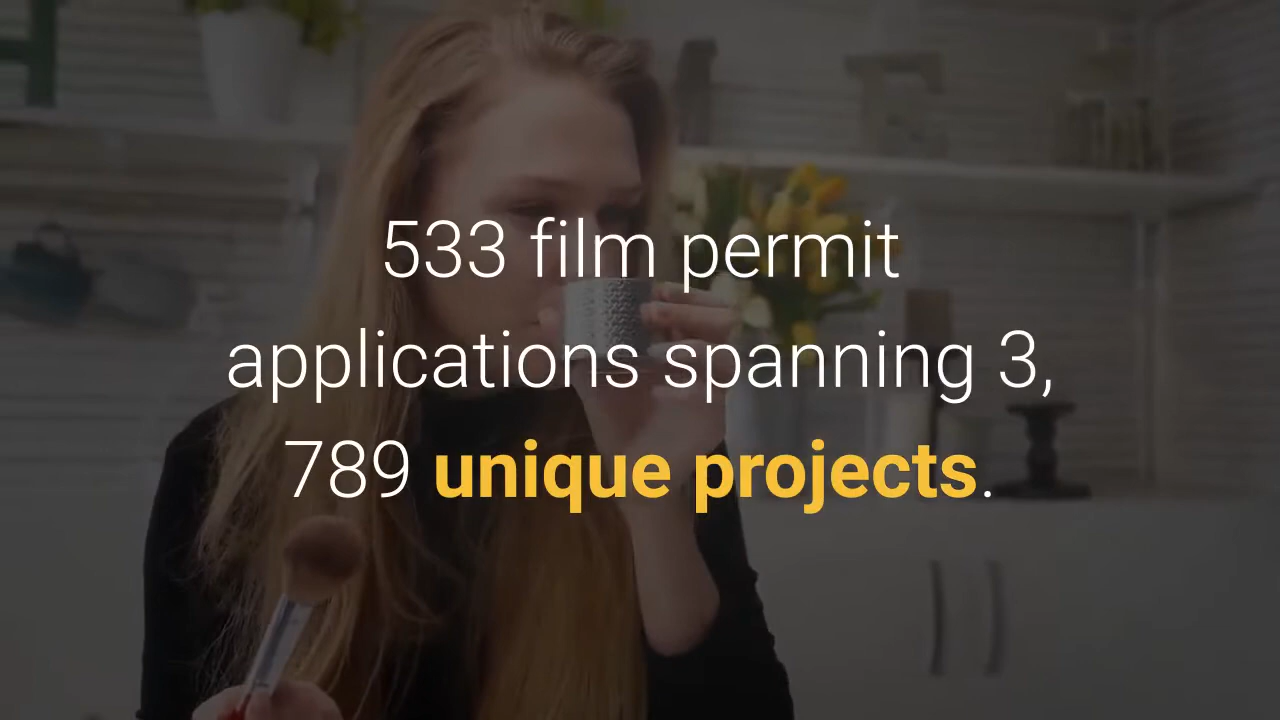 533 film permit
applications spanning 3,
789 unique projects.